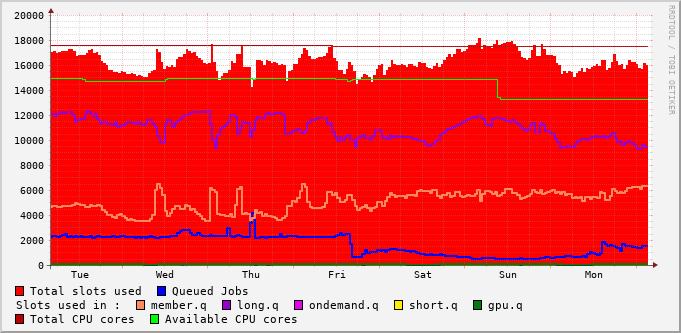 20000
18000
16000
14000
12000
10000
8000
6000
4000
2000
0
Tue Wed Thu Fri Sat Sun Mon
RRDTOOL / TOBI OETIKER
Total slots used Queued Jobs
Slots used in : member.q long.q ondemand.q short.q gpu.q
Total CPU cores Available CPU cores